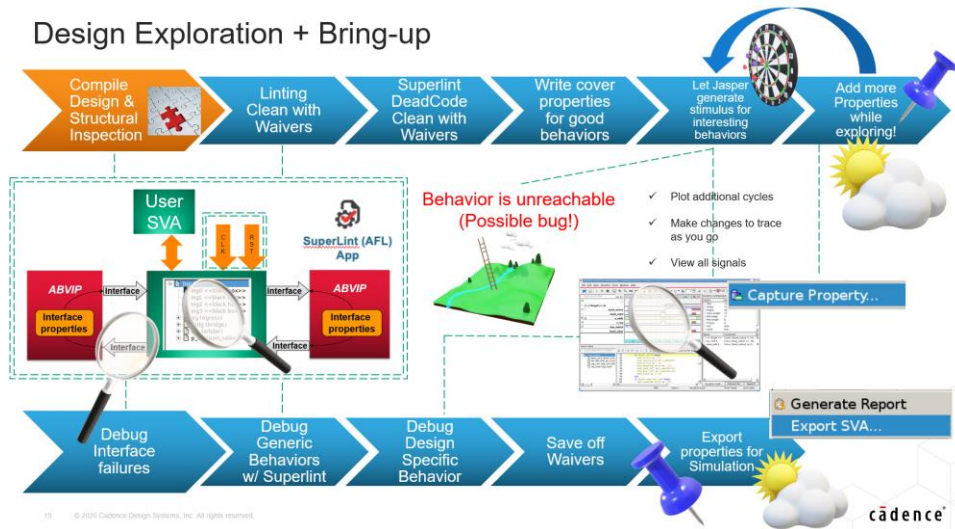 Design Exploration + Bring-up
Compile
Design &
Structural
Inspection
Linting
Clean with
Waivers
Superlint
DeadCode
Clean with
Waivers
Write cover
properties
for good
behaviors
Let Jasper
generate
stimulus for
interesting
behaviors
Add more
Properties
while
exploring!
User
SVA
CLK
RST
SuperLint (AFL)
App
ABVIP
Interface
Interface
properties
Interface
Interface
ABVIP
Interface
properties
Interface
Behavior is unreachable
(Possible bug!)
✓ Plot additional cycles
✓ Make changes to trace
as you go
✓ View all signals
Capture Property...
Generate Report
Export SVA...
Debug
Interface
failures
Debug
Generic
Behaviors
w/ Superlint
Debug
Design
Specific
Behavior
Save off
Waivers
Export
properties for
Simulation
19 © 2020 Cadence Design Systems, Inc. All rights reserved.
cādence®